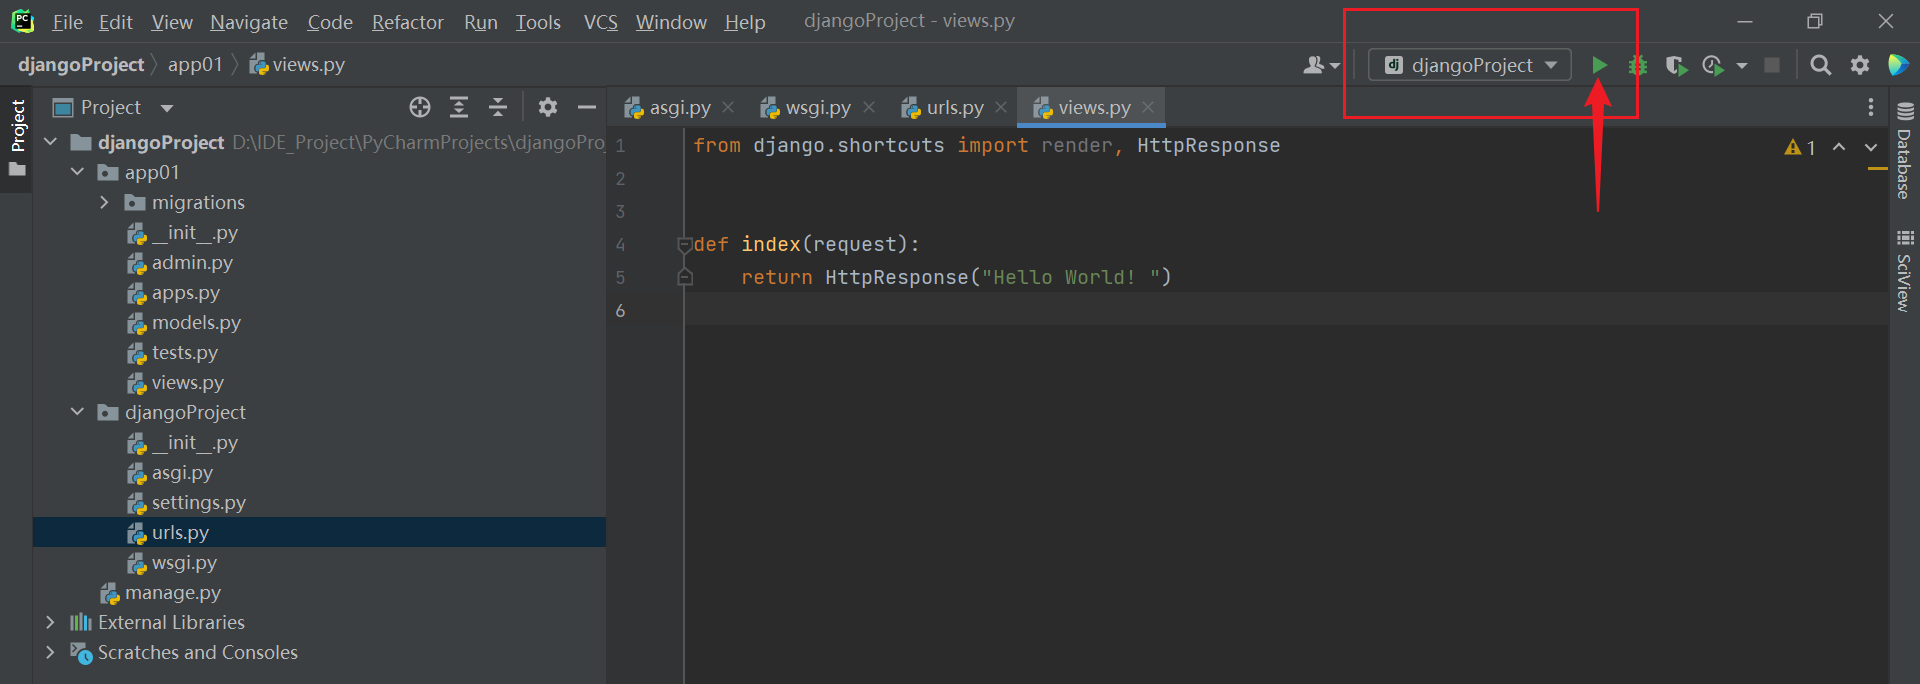 PC File Edit View Navigate Code Refactor Run Tools VCS Window Help djangoProject - views.py
djangoProject app01 views.py dj djangoProject
Project
Project
asgi.py wsgi.py urls.py views.py
djangoProject D:\IDE_Project\PyCharmProjects\djangoPro
app01
migrations
__init__.py
admin.py
apps.py
models.py
tests.py
views.py
djangoProject
__init__.py
asgi.py
settings.py
urls.py
wsgi.py
manage.py
External Libraries
Scratches and Consoles
1 from django.shortcuts import render, HttpResponse
2
3
4 def index(request):
5 return HttpResponse("Hello World! ")
6
1
Database
SciView